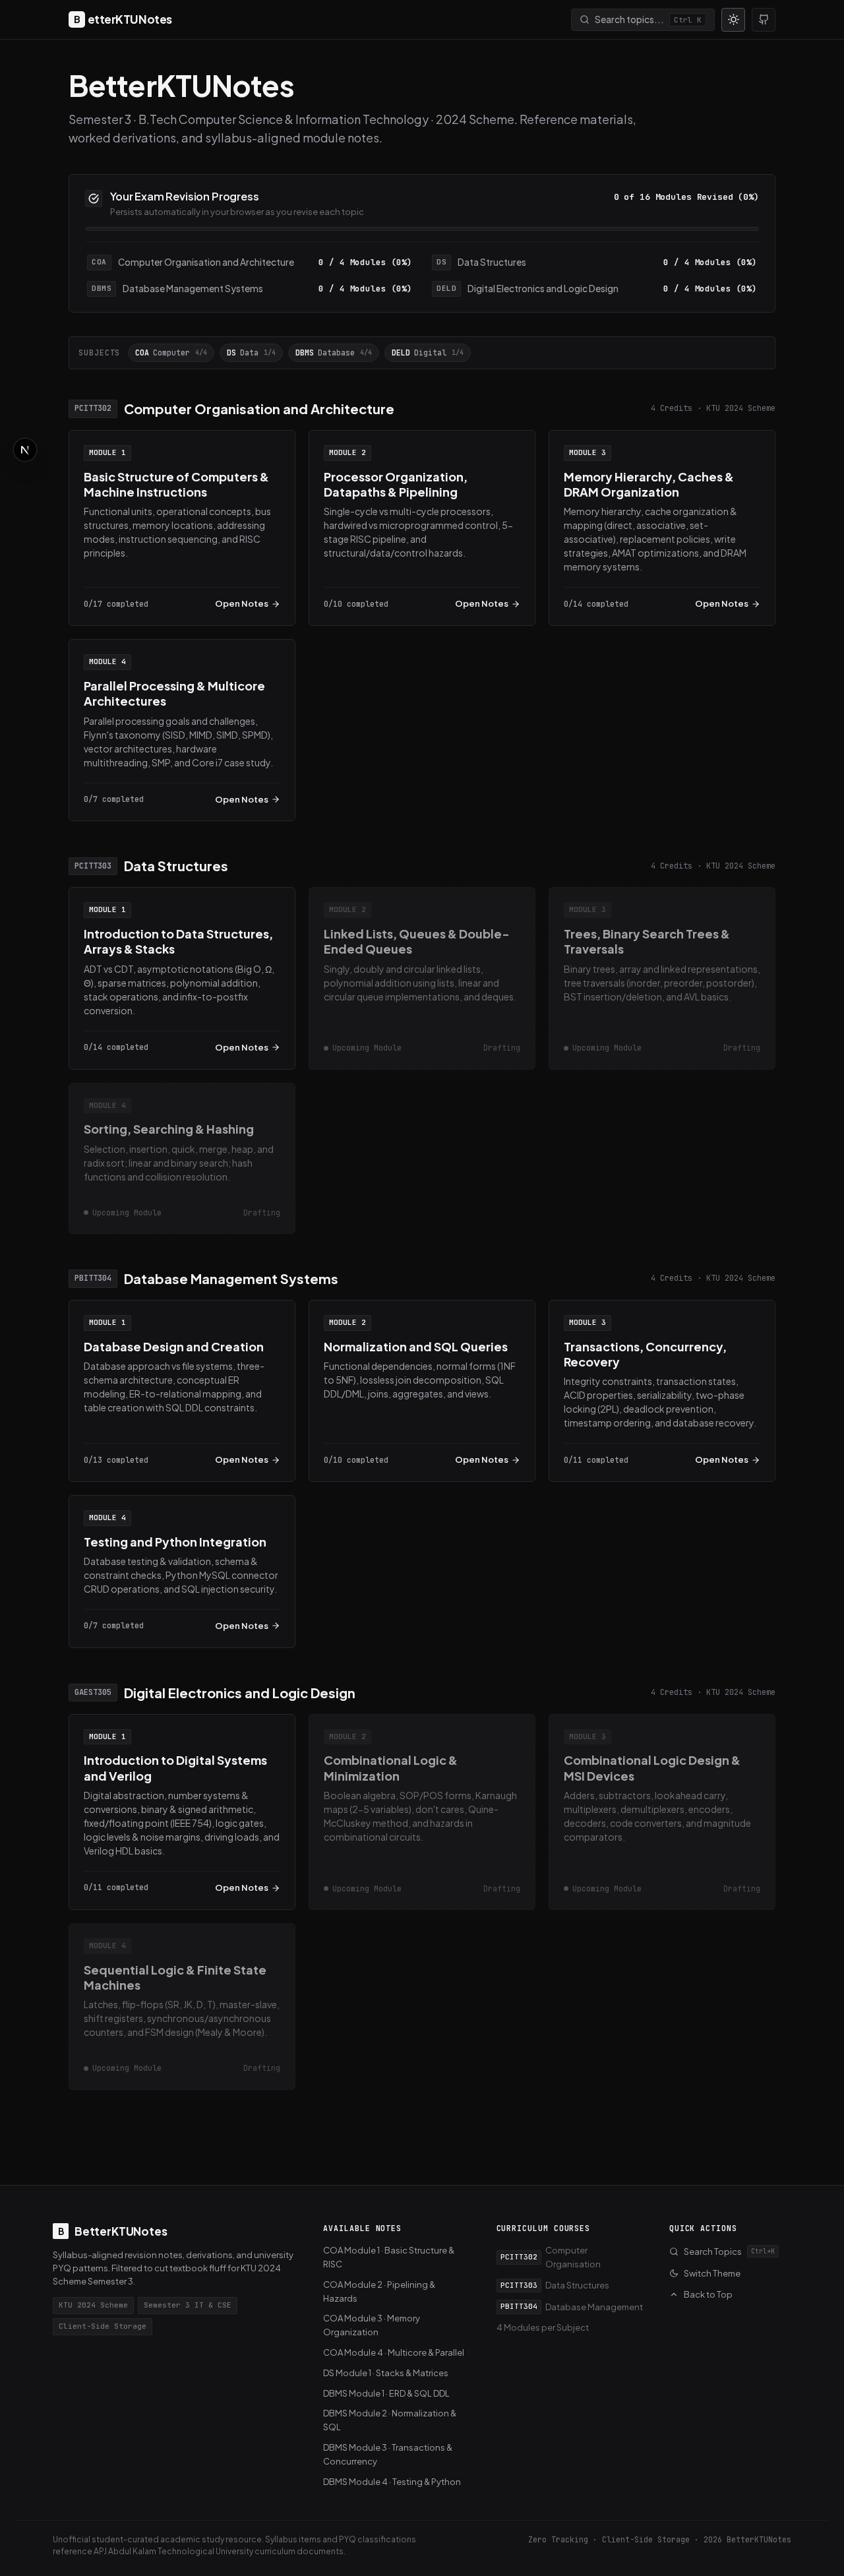 B etterKTUNotes
Search topics... Ctrl K
BetterKTUNotes
Semester 3 · B.Tech Computer Science & Information Technology · 2024 Scheme. Reference materials,
worked derivations, and syllabus-aligned module notes.
Your Exam Revision Progress
0 of 16 Modules Revised (0%)
Persists automatically in your browser as you revise each topic
COA Computer Organisation and Architecture 0 / 4 Modules (0%)
DS Data Structures 0 / 4 Modules (0%)
DBMS Database Management Systems 0 / 4 Modules (0%)
DELD Digital Electronics and Logic Design 0 / 4 Modules (0%)
SUBJECTS COA Computer 4/4 DS Data 1/4 DBMS Database 4/4 DELD Digital 1/4
PCITT302 Computer Organisation and Architecture 4 Credits · KTU 2024 Scheme
N
MODULE 1
Basic Structure of Computers &
Machine Instructions
Functional units, operational concepts, bus
structures, memory locations, addressing
modes, instruction sequencing, and RISC
principles.
0/17 completed Open Notes →
MODULE 2
Processor Organization,
Datapaths & Pipelining
Single-cycle vs multi-cycle processors,
hardwired vs microprogrammed control, 5-
stage RISC pipeline, and
structural/data/control hazards.
0/10 completed Open Notes →
MODULE 3
Memory Hierarchy, Caches &
DRAM Organization
Memory hierarchy, cache organization &
mapping (direct, associative, set-
associative), replacement policies, write
strategies, AMAT optimizations, and DRAM
memory systems.
0/14 completed Open Notes →
MODULE 4
Parallel Processing & Multicore
Architectures
Parallel processing goals and challenges,
Flynn's taxonomy (SISD, MIMD, SIMD, SPMD),
vector architectures, hardware
multithreading, SMP, and Core i7 case study.
0/7 completed Open Notes →
PCITT303 Data Structures 4 Credits · KTU 2024 Scheme
MODULE 1
Introduction to Data Structures,
Arrays & Stacks
ADT vs CDT, asymptotic notations (Big O, Ω,
Θ), sparse matrices, polynomial addition,
stack operations, and infix-to-postfix
conversion.
0/14 completed Open Notes →
MODULE 2
Linked Lists, Queues & Double-
Ended Queues
Singly, doubly and circular linked lists,
polynomial addition using lists, linear and
circular queue implementations, and deques.
Upcoming Module Drafting
MODULE 3
Trees, Binary Search Trees &
Traversals
Binary trees, array and linked representations,
tree traversals (inorder, preorder, postorder),
BST insertion/deletion, and AVL basics.
Upcoming Module Drafting
MODULE 4
Sorting, Searching & Hashing
Selection, insertion, quick, merge, heap, and
radix sort; linear and binary search; hash
functions and collision resolution.
Upcoming Module Drafting
PBITT304 Database Management Systems 4 Credits · KTU 2024 Scheme
MODULE 1
Database Design and Creation
Database approach vs file systems, three-
schema architecture, conceptual ER
modeling, ER-to-relational mapping, and
table creation with SQL DDL constraints.
0/13 completed Open Notes →
MODULE 2
Normalization and SQL Queries
Functional dependencies, normal forms (1NF
to 5NF), lossless join decomposition, SQL
DDL/DML, joins, aggregates, and views.
0/10 completed Open Notes →
MODULE 3
Transactions, Concurrency,
Recovery
Integrity constraints, transaction states,
ACID properties, serializability, two-phase
locking (2PL), deadlock prevention,
timestamp ordering, and database recovery.
0/11 completed Open Notes →
MODULE 4
Testing and Python Integration
Database testing & validation, schema &
constraint checks, Python MySQL connector
CRUD operations, and SQL injection security.
0/7 completed Open Notes →
GAEST305 Digital Electronics and Logic Design 4 Credits · KTU 2024 Scheme
MODULE 1
Introduction to Digital Systems
and Verilog
Digital abstraction, number systems &
conversions, binary & signed arithmetic,
fixed/floating point (IEEE 754), logic gates,
logic levels & noise margins, driving loads, and
Verilog HDL basics.
0/11 completed Open Notes →
MODULE 2
Combinational Logic &
Minimization
Boolean algebra, SOP/POS forms, Karnaugh
maps (2-5 variables), don't cares, Quine-
McCluskey method, and hazards in
combinational circuits.
Upcoming Module Drafting
MODULE 3
Combinational Logic Design &
MSI Devices
Adders, subtractors, lookahead carry,
multiplexers, demultiplexers, encoders,
decoders, code converters, and magnitude
comparators.
Upcoming Module Drafting
MODULE 4
Sequential Logic & Finite State
Machines
Latches, flip-flops (SR, JK, D, T), master-slave,
shift registers, synchronous/asynchronous
counters, and FSM design (Mealy & Moore).
Upcoming Module Drafting
B BetterKTUNotes
Syllabus-aligned revision notes, derivations, and university
PYQ patterns. Filtered to cut textbook fluff for KTU 2024
Scheme Semester 3.
KTU 2024 Scheme Semester 3 IT & CSE
Client-Side Storage
AVAILABLE NOTES
COA Module 1 · Basic Structure &
RISC
COA Module 2 · Pipelining &
Hazards
COA Module 3 · Memory
Organization
COA Module 4 · Multicore & Parallel
DS Module 1 · Stacks & Matrices
DBMS Module 1 · ERD & SQL DDL
DBMS Module 2 · Normalization &
SQL
DBMS Module 3 · Transactions &
Concurrency
DBMS Module 4 · Testing & Python
CURRICULUM COURSES
PCITT302 Computer
Organisation
PCITT303 Data Structures
PBITT304 Database Management
4 Modules per Subject
QUICK ACTIONS
Search Topics Ctrl+K
Switch Theme
Back to Top
Unofficial student-curated academic study resource. Syllabus items and PYQ classifications
reference APJ Abdul Kalam Technological University curriculum documents.
Zero Tracking · Client-Side Storage · 2026 BetterKTUNotes